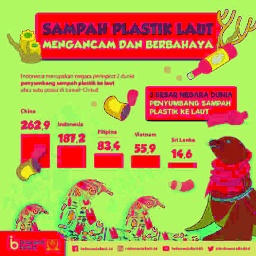 SAMPAH PLASTIK LAUT
MENGANCAM DAN BERBAHAYA
Indonesia merupakan negara peringkat 2 dunia
penyumbang sampah plastik ke laut
5 BESAR NEGARA DUNIA
PENYUMBANG SAMPAH
PLASTIK KE LAUT
China
262,9
Indonesia
187,2
Filipina
83,4
Vietnam
55,9
Sri Lanka
14,6